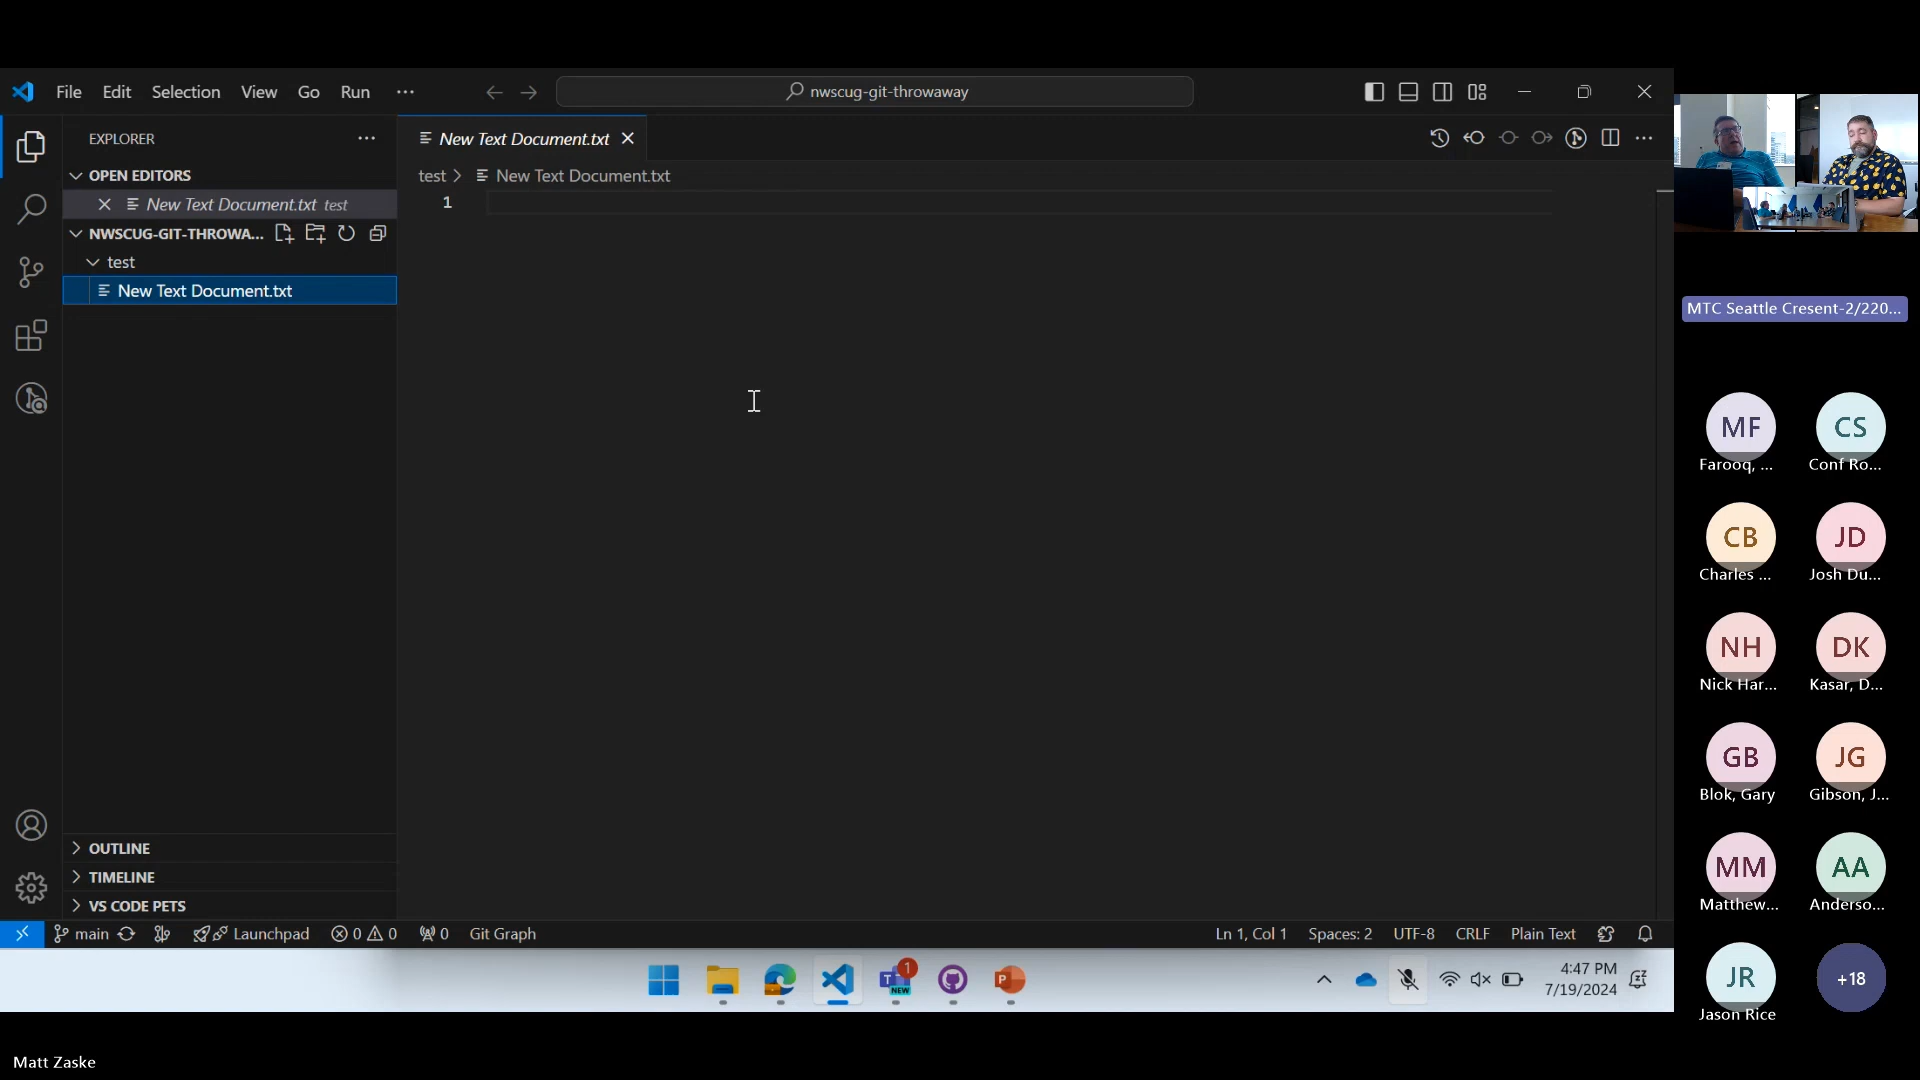 File Edit Selection View Go Run ···
nwscug-git-throwaway
EXPLORER ···
OPEN EDITORS
New Text Document.txt test
NWSCUG-GIT-THROWA...
test
New Text Document.txt
OUTLINE
TIMELINE
VS CODE PETS
New Text Document.txt
test > New Text Document.txt
1
main Launchpad 0 0 0 Git Graph
Ln 1, Col 1 Spaces: 2 UTF-8 CRLF Plain Text
1
NEW
4:47 PM
7/19/2024
MTC Seattle Cresent-2/220...
MF CS
Farooq, ... Conf Ro...
CB JD
Charles ... Josh Du...
NH DK
Nick Har... Kasar, D...
GB JG
Blok, Gary Gibson, J...
MM AA
Matthew... Anderso...
JR +18
Jason Rice
Matt Zaske